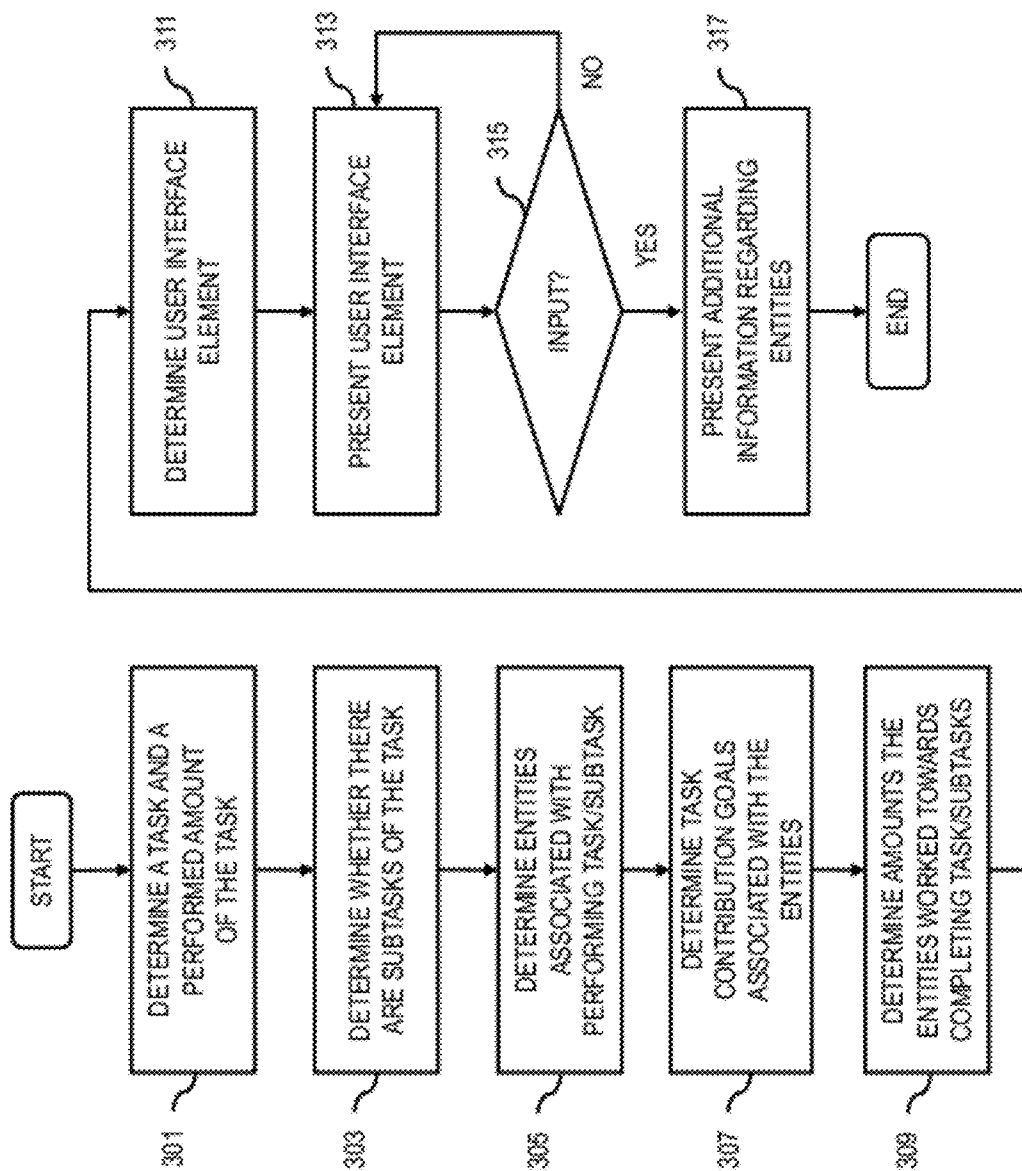 START
301
DETERMINE A TASK AND A
PERFORMED AMOUNT
OF THE TASK
303
DETERMINE WHETHER THERE
ARE SUBTASKS OF THE TASK
305
DETERMINE ENTITIES
ASSOCIATED WITH
PERFORMING TASK/SUBTASK
307
DETERMINE TASK
CONTRIBUTION GOALS
ASSOCIATED WITH THE
ENTITIES
309
DETERMINE AMOUNTS THE
ENTITIES WORKED TOWARDS
COMPLETING TASK/SUBTASKS
311
DETERMINE USER INTERFACE
ELEMENT
313
PRESENT USER INTERFACE
ELEMENT
315
INPUT?
NO
YES
317
PRESENT ADDITIONAL
INFORMATION REGARDING
ENTITIES
END